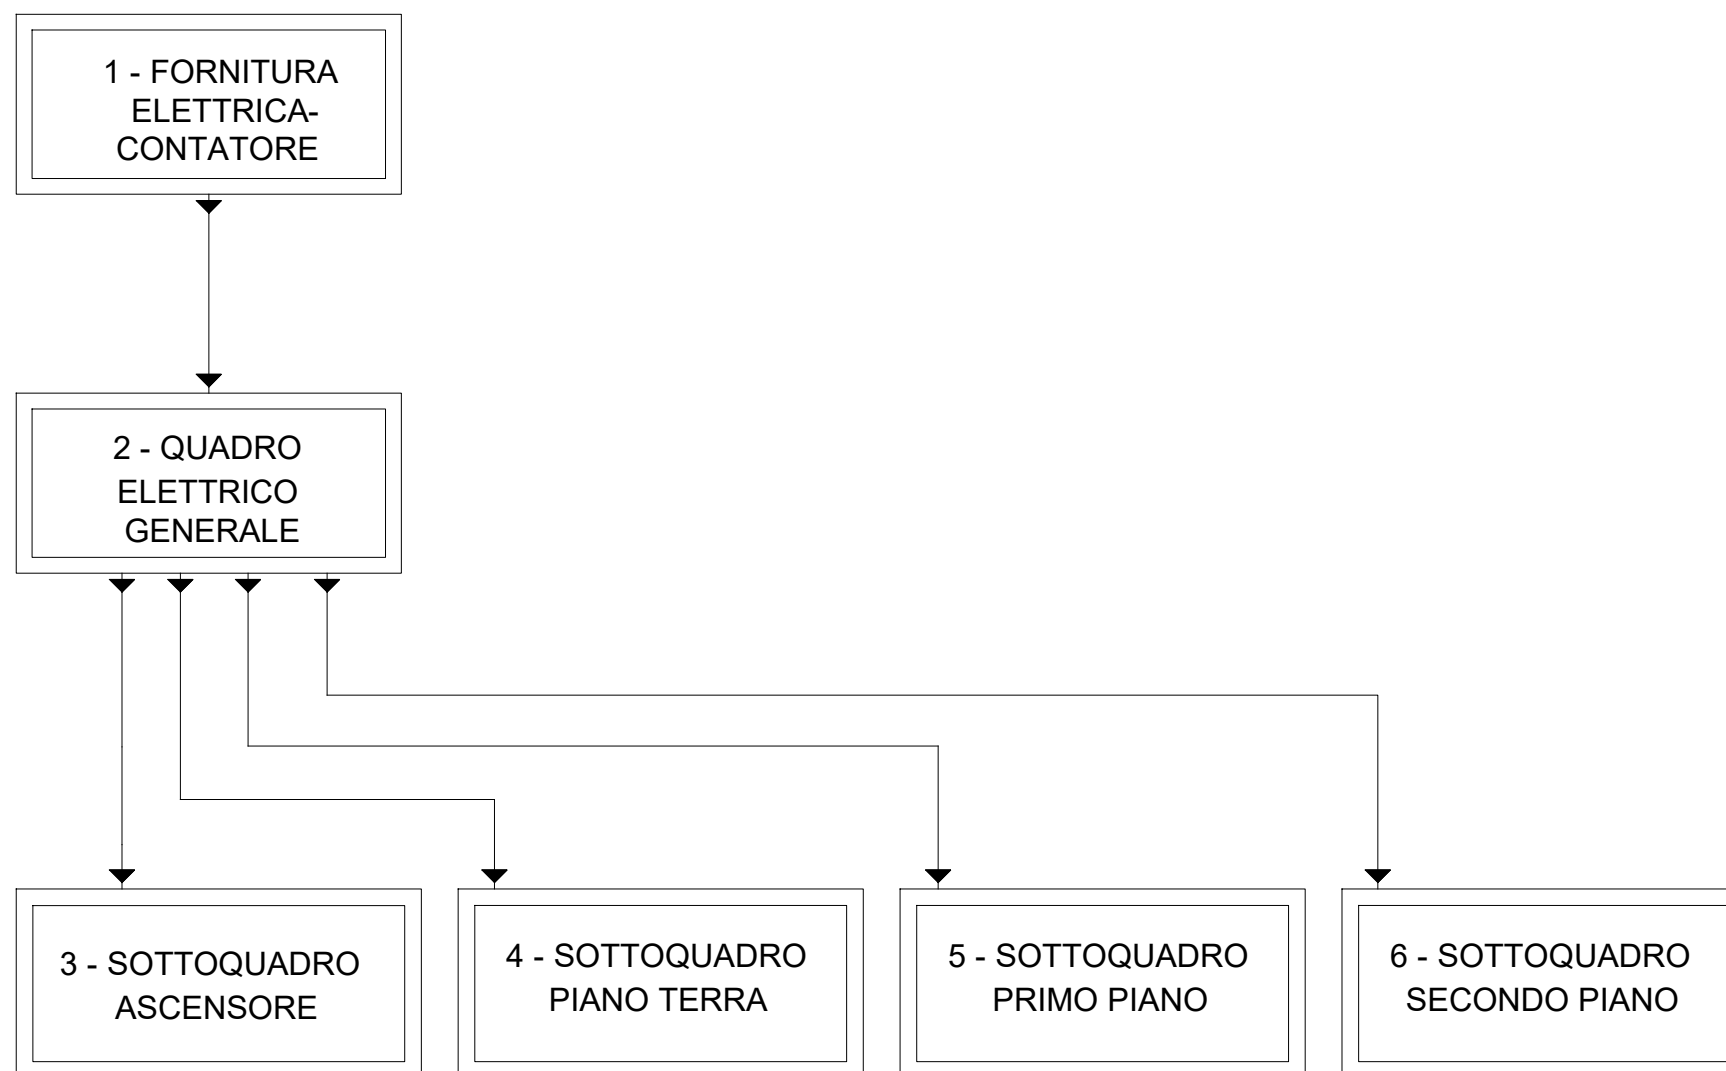 1 - FORNITURA
ELETTRICA-
CONTATORE
2 - QUADRO
ELETTRICO
GENERALE
3 - SOTTOQUADRO
ASCENSORE
4 - SOTTOQUADRO
PIANO TERRA
5 - SOTTOQUADRO
PRIMO PIANO
6 - SOTTOQUADRO
SECONDO PIANO